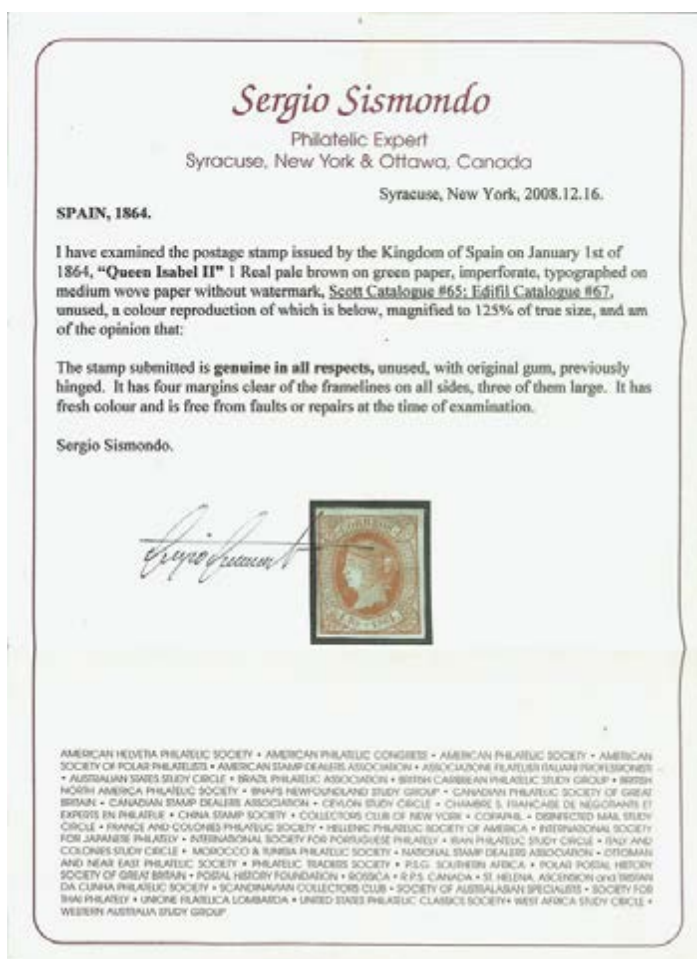 Sergio Sismondo
Philatelic Expert
Syracuse, New York & Ottawa, Canada
Syracuse, New York, 2008.12.16.
SPAIN, 1864.
I have examined the postage stamp issued by the Kingdom of Spain on January 1st of
1864, “Queen Isabel II” 1 Real pale brown on green paper, imperforate, typographed on
medium wove paper without watermark, Scott Catalogue #65; Edifil Catalogue #67,
unused, a colour reproduction of which is below, magnified to 125% of true size, and am
of the opinion that:
The stamp submitted is genuine in all respects, unused, with original gum, previously
hinged. It has four margins clear of the framelines on all sides, three of them large. It has
fresh colour and is free from faults or repairs at the time of examination.
Sergio Sismondo.
CORREOS
AMERICAN HELVETIA PHILATELIC SOCIETY • AMERICAN PHILATELIC CONGRESS • AMERICAN PHILATELIC SOCIETY • AMERICAN
SOCIETY OF POLAR PHILATELISTS • AMERICAN STAMP DEALERS ASSOCIATION • ASSOCIAZIONE FILATELISTI ITALIANI PROFESSIONISTI
• AUSTRALIAN STATES STUDY CIRCLE • BRAZIL PHILATELIC ASSOCIATION • BRITISH CARIBBEAN PHILATELIC STUDY GROUP • BRITISH
NORTH AMERICA PHILATELIC SOCIETY • BNAPS NEWFOUNDLAND STUDY GROUP • CANADIAN PHILATELIC SOCIETY OF GREAT
BRITAIN • CANADIAN STAMP DEALERS ASSOCIATION • CEYLON STUDY CIRCLE • CHAMBRE S. FRANCAISE DE NEGOTIANTS ET
EXPERTS EN PHILATELIE • CHINA STAMP SOCIETY • COLLECTORS CLUB OF NEW YORK • COPAPHIL • DISINFECTED MAIL STUDY
CIRCLE • FRANCE AND COLONIES PHILATELIC SOCIETY • HELLENIC PHILATELIC SOCIETY OF AMERICA • INTERNATIONAL SOCIETY
FOR JAPANESE PHILATELY • INTERNATIONAL SOCIETY FOR PORTUGUESE PHILATELY • IRAN PHILATELIC STUDY CIRCLE • ITALY AND
COLONIES STUDY CIRCLE • MOROCCO & TUNISIA PHILATELIC SOCIETY • NATIONAL STAMP DEALERS ASSOCIATION • OTTOMAN
AND NEAR EAST PHILATELIC SOCIETY • PHILATELIC TRADERS SOCIETY • P.S.G. SOUTHERN AFRICA • POLAR POSTAL HISTORY
SOCIETY OF GREAT BRITAIN • POSTAL HISTORY FOUNDATION • ROSSICA • R.P.S. CANADA • ST. HELENA, ASCENSION and TRISTAN
DA CUNHA PHILATELIC SOCIETY • SCANDINAVIAN COLLECTORS CLUB • SOCIETY OF AUSTRALASIAN SPECIALISTS • SOCIETY FOR
THAI PHILATELY • UNIONE FILATELICA LOMBARDA • UNITED STATES PHILATELIC CLASSICS SOCIETY • WEST AFRICA STUDY CIRCLE •
WESTERN AUSTRALIA STUDY GROUP